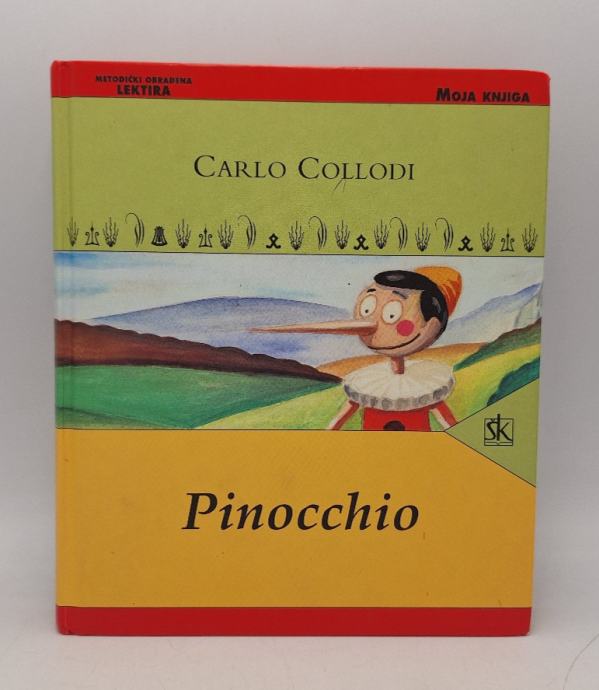 METODIČKI OBRAĐENA
LEKTIRA
MOJA KNJIGA
CARLO COLLODI
ŠK
Pinocchio